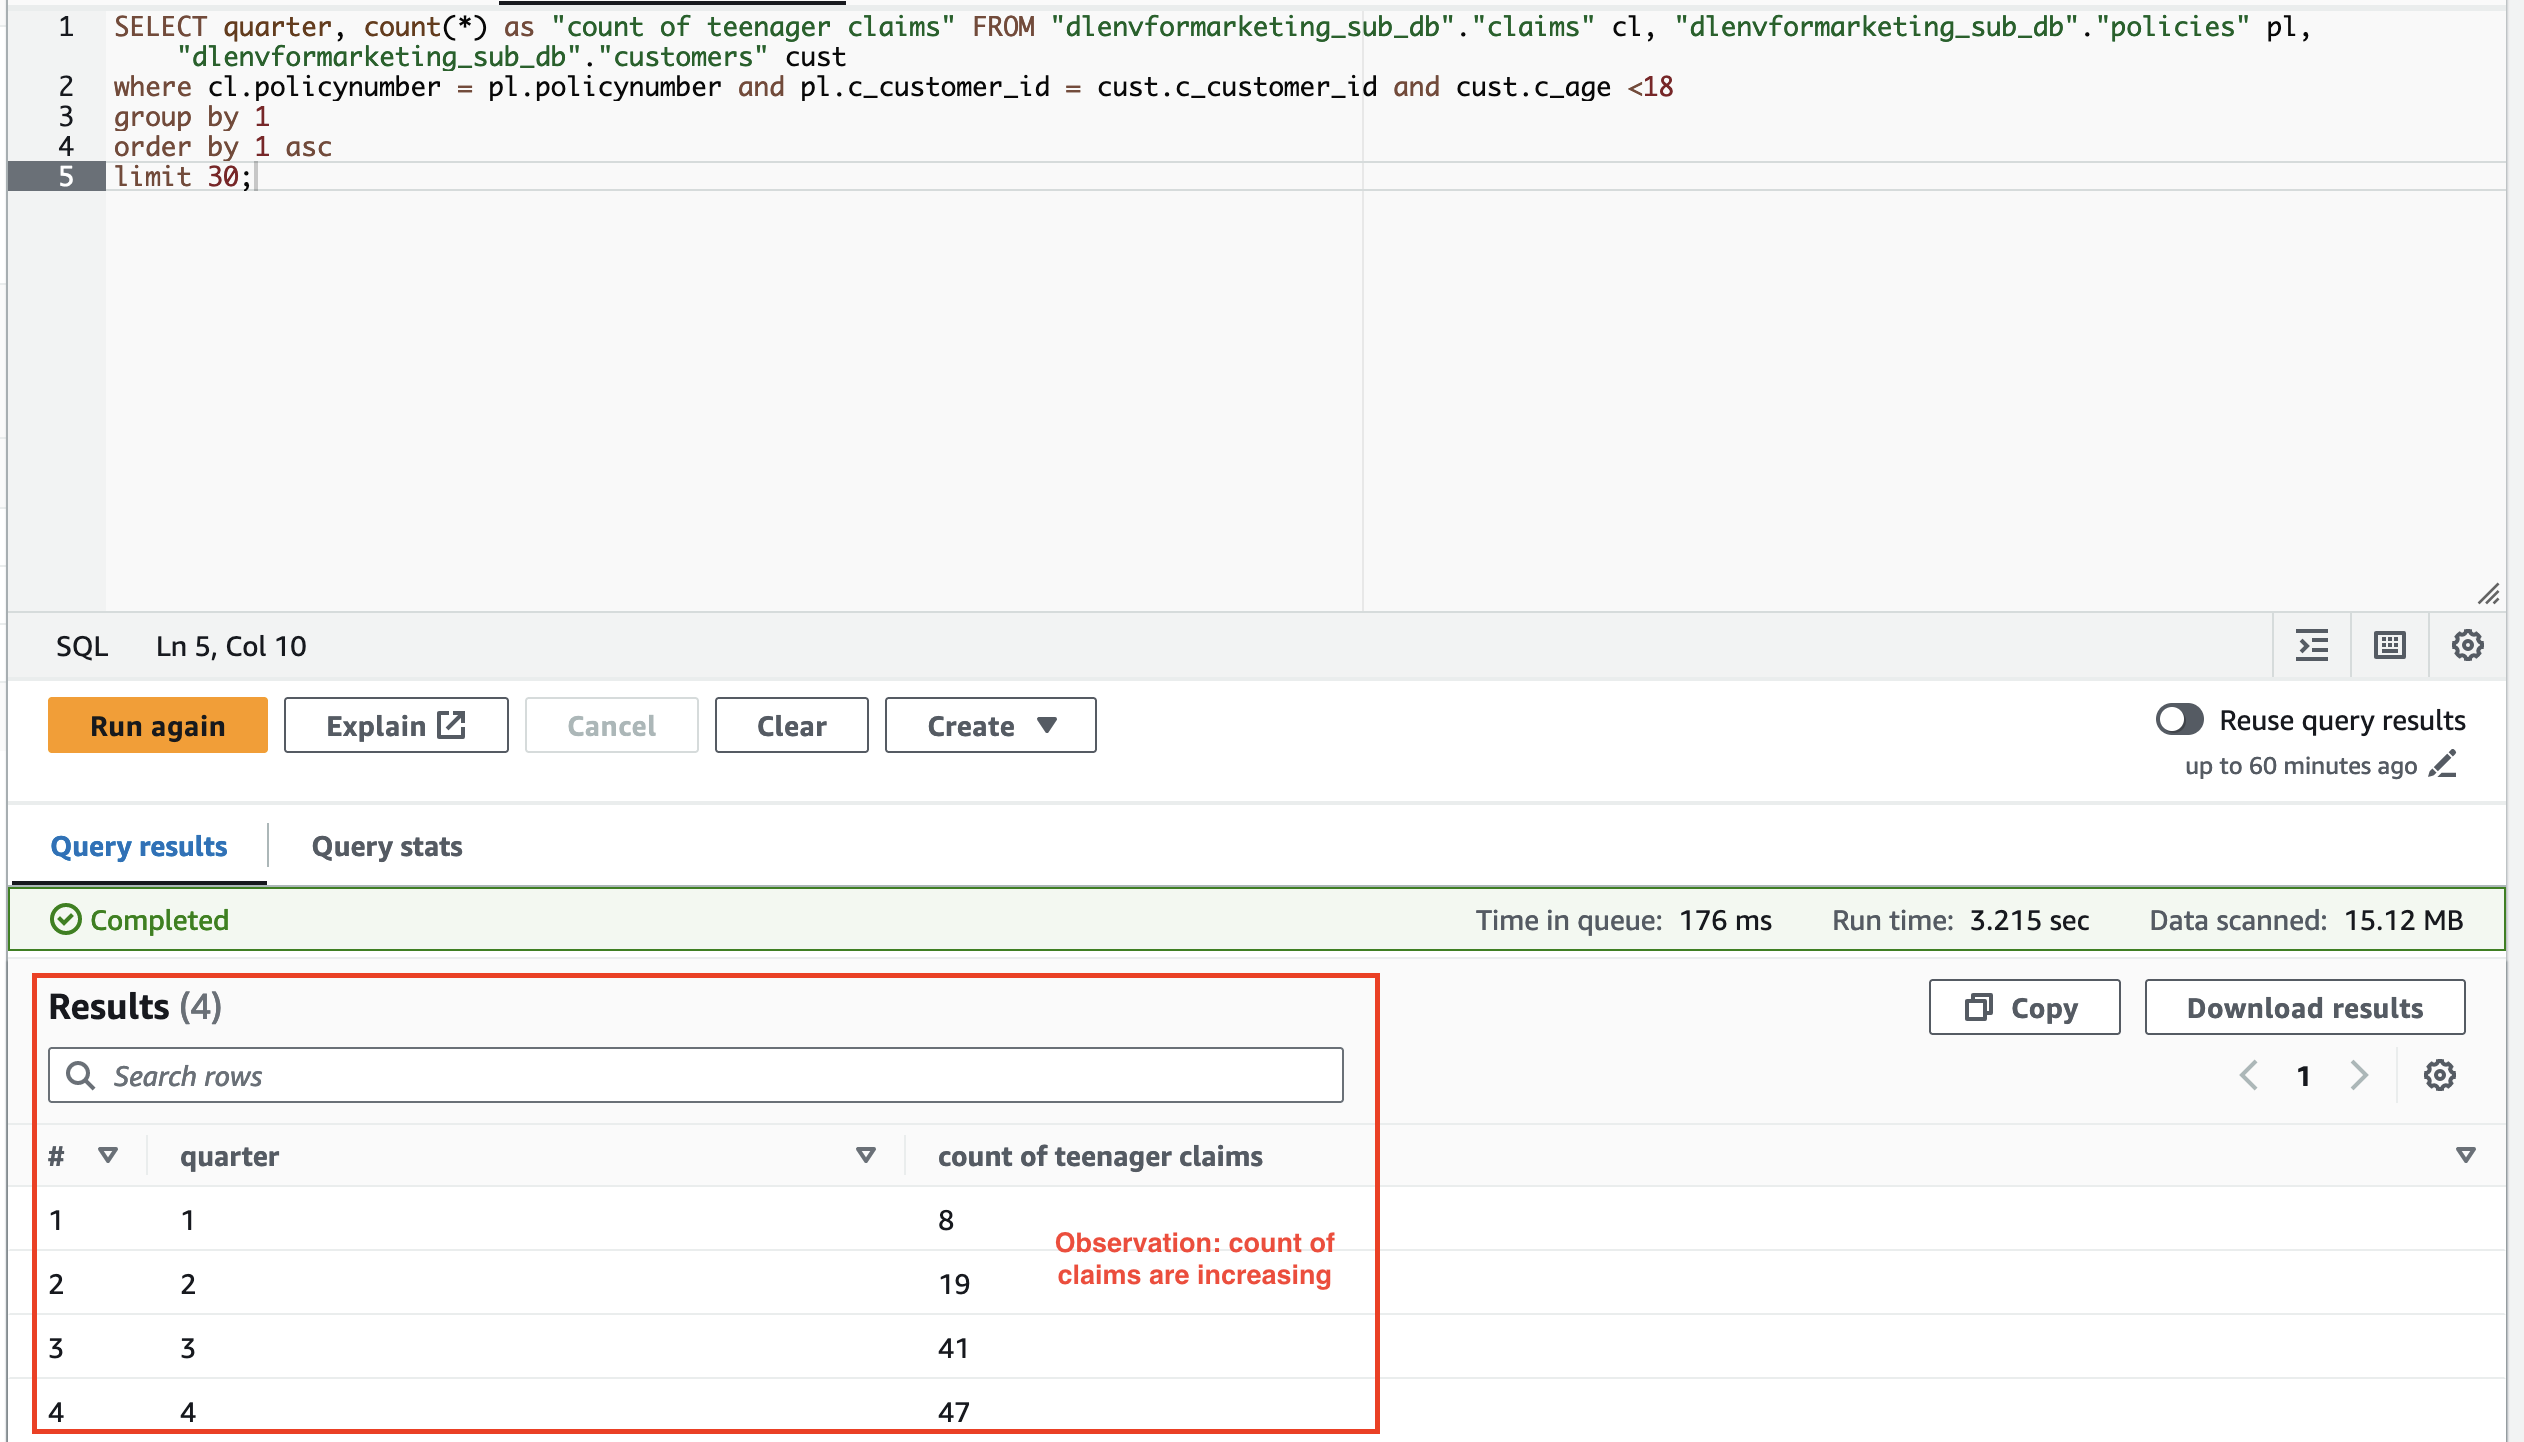 1 SELECT quarter, count(*) as "count of teenager claims" FROM "dlenvformarketing_sub_db"."claims" cl, "dlenvformarketing_sub_db"."policies" pl,
"dlenvformarketing_sub_db"."customers" cust
2 where cl.policynumber = pl.policynumber and pl.c_customer_id = cust.c_customer_id and cust.c_age <18
3 group by 1
4 order by 1 asc
5 limit 30;
SQL Ln 5, Col 10
Run again Explain Cancel Clear Create Reuse query results
up to 60 minutes ago
Query results Query stats
Completed Time in queue: 176 ms Run time: 3.215 sec Data scanned: 15.12 MB
Results (4) Copy Download results
Search rows 1
# quarter count of teenager claims
1 1 8
Observation: count of
claims are increasing
2 2 19
3 3 41
4 4 47